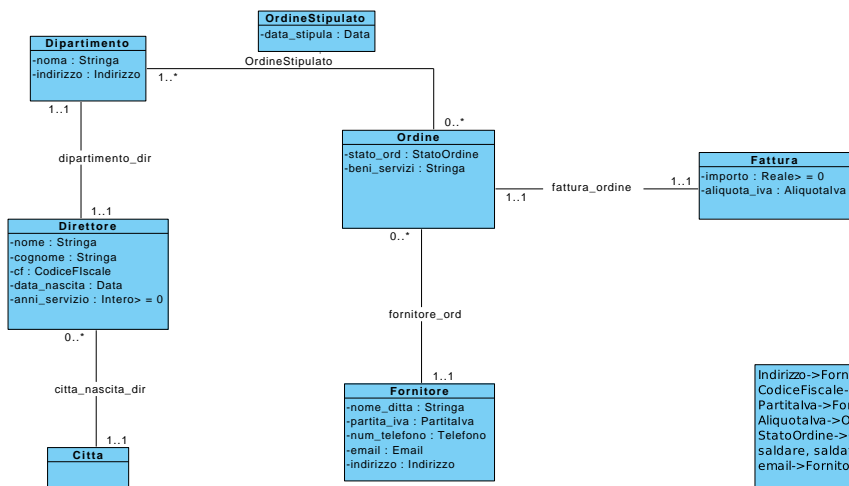 OrdineStipulato
-data_stipula : Data
Dipartimento
-noma : Stringa
-indirizzo : Indirizzo
OrdineStipulato
1..*
1..1
0..*
dipartimento_dir
Ordine
-stato_ord : StatoOrdine
-beni_servizi : Stringa
Fattura
-importo : Reale> = 0
-aliquota_iva : AliquotaIva
fattura_ordine
1..1
1..1
1..1
Direttore
-nome : Stringa
-cognome : Stringa
-cf : CodiceFIscale
-data_nascita : Data
-anni_servizio : Intero> = 0
0..*
fornitore_ord
0..*
citta_nascita_dir
1..1
1..1
Fornitore
-nome_ditta : Stringa
-partita_iva : PartitaIva
-num_telefono : Telefono
-email : Email
-indirizzo : Indirizzo
Citta
Indirizzo->Forn
CodiceFiscale-
PartitaIva->For
AliquotaIva->O
StatoOrdine->
saldare, salda
email->Fornito